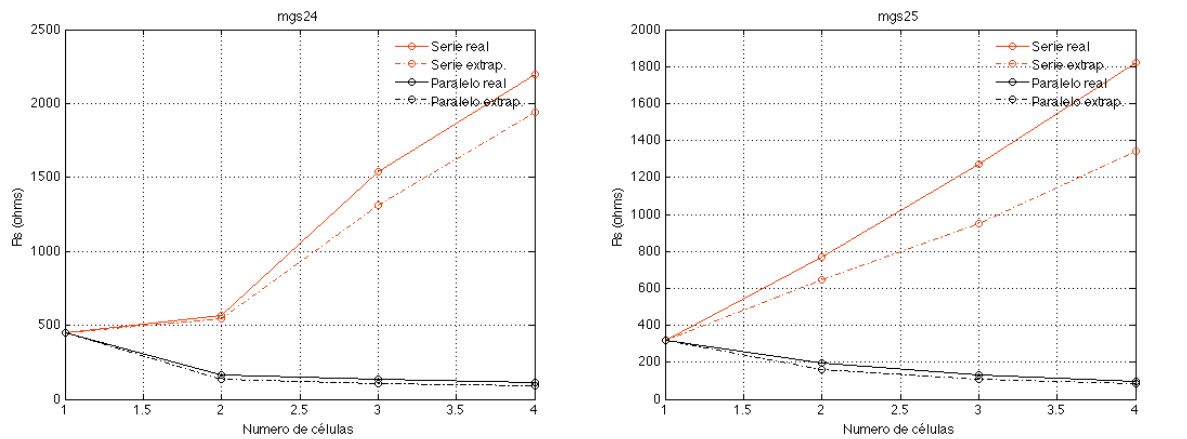 mgs24
2500
2000
1500
1000
500
0
Rs (ohms)
Serie real
Serie extrap.
Paralelo real
Paralelo extrap.
1 1.5 2 2.5 3 3.5 4
Numero de células
mgs25
2000
1800
1600
1400
1200
1000
800
600
400
200
0
Rs (ohms)
Serie real
Serie extrap.
Paralelo real
Paralelo extrap.
1 1.5 2 2.5 3 3.5 4
Numero de células